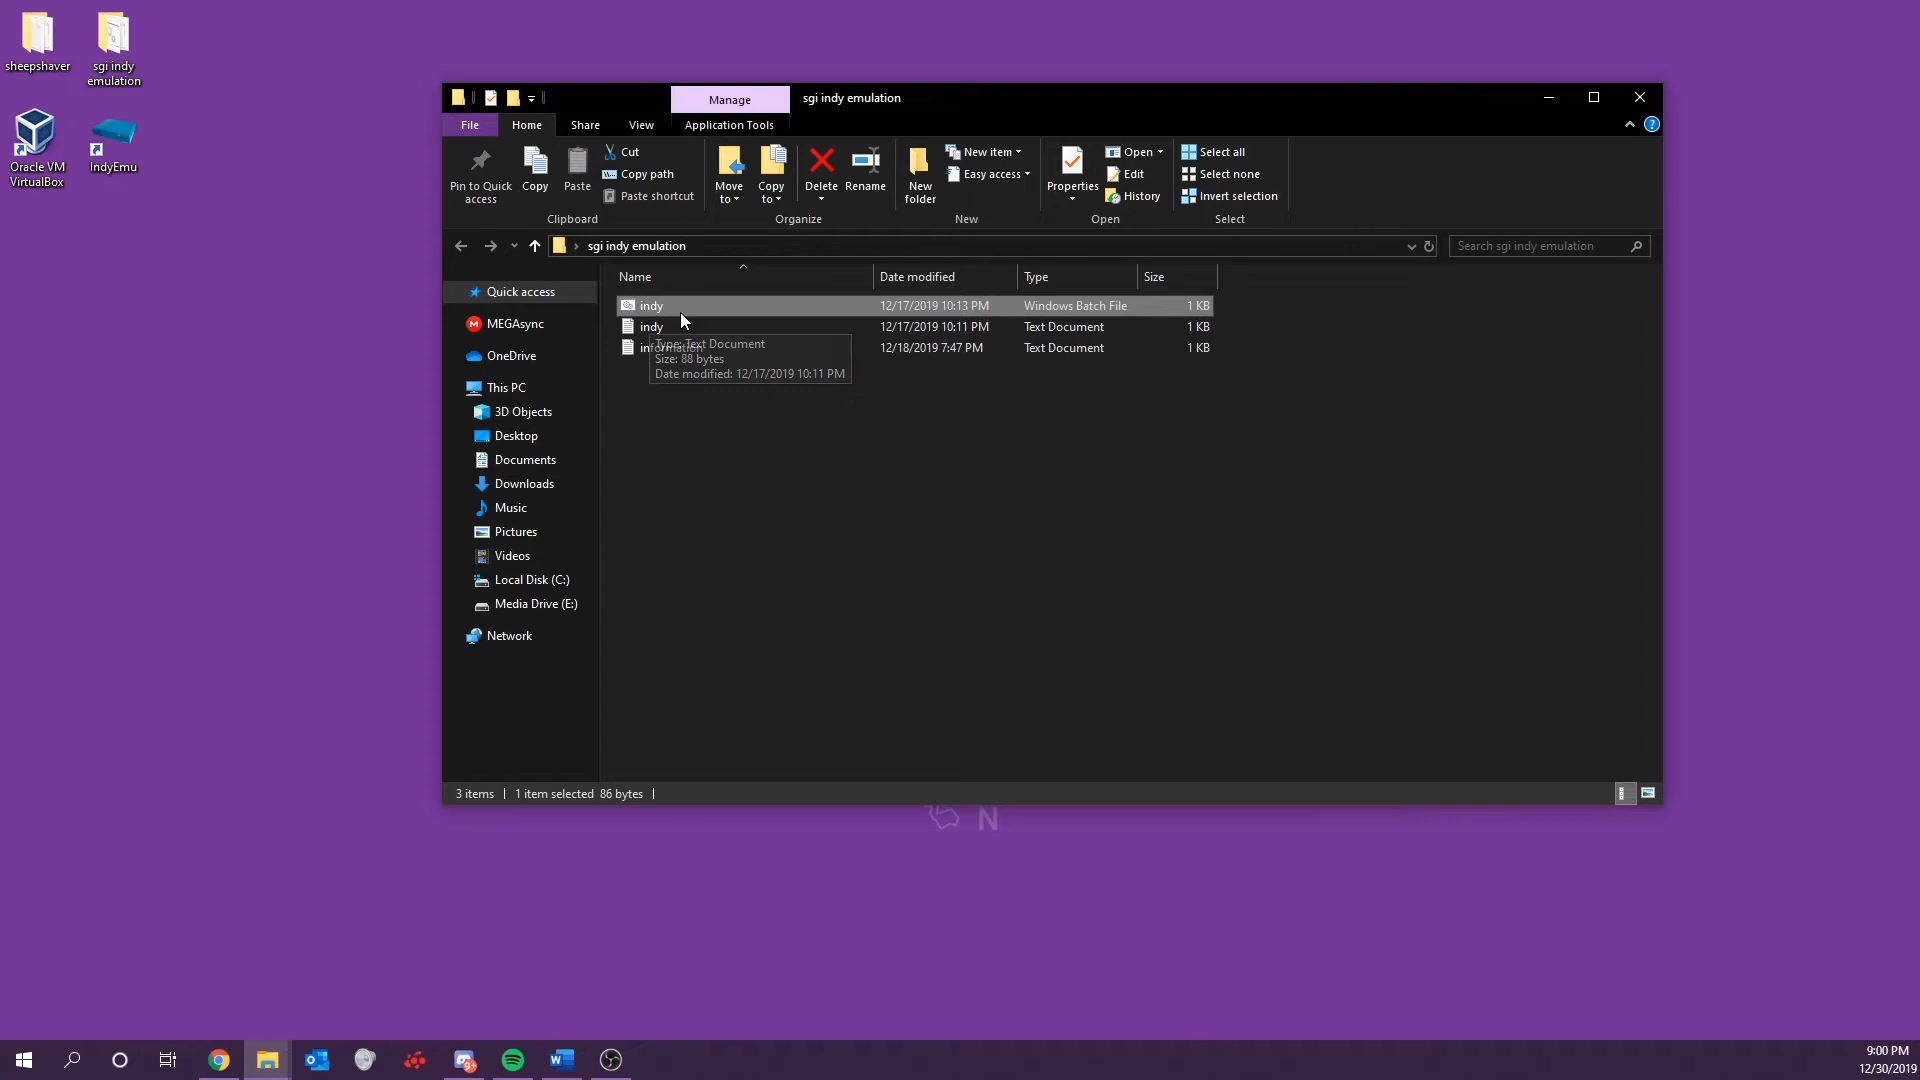 sheepshaver
sgi indy
emulation
Oracle VM
VirtualBox
IndyEmu
Manage
sgi indy emulation
File
Home
Share
View
Application Tools
Pin to Quick
access
Copy
Paste
Cut
Copy path
Paste shortcut
Clipboard
Move
to
Copy
to
Delete
Rename
Organize
New
folder
New item
Easy access
New
Properties
Open
Edit
History
Open
Select all
Select none
Invert selection
Select
sgi indy emulation
Search sgi indy emulation
Name
Date modified
Type
Size
indy 12/17/2019 10:13 PM Windows Batch File 1 KB
indy 12/17/2019 10:11 PM Text Document 1 KB
information 12/18/2019 7:47 PM Text Document 1 KB
Type: Text Document
Size: 88 bytes
Date modified: 12/17/2019 10:11 PM
Quick access
MEGAsync
OneDrive
This PC
3D Objects
Desktop
Documents
Downloads
Music
Pictures
Videos
Local Disk (C:)
Media Drive (E:)
Network
3 items
1 item selected 86 bytes
N
9+
9:00 PM
12/30/2019